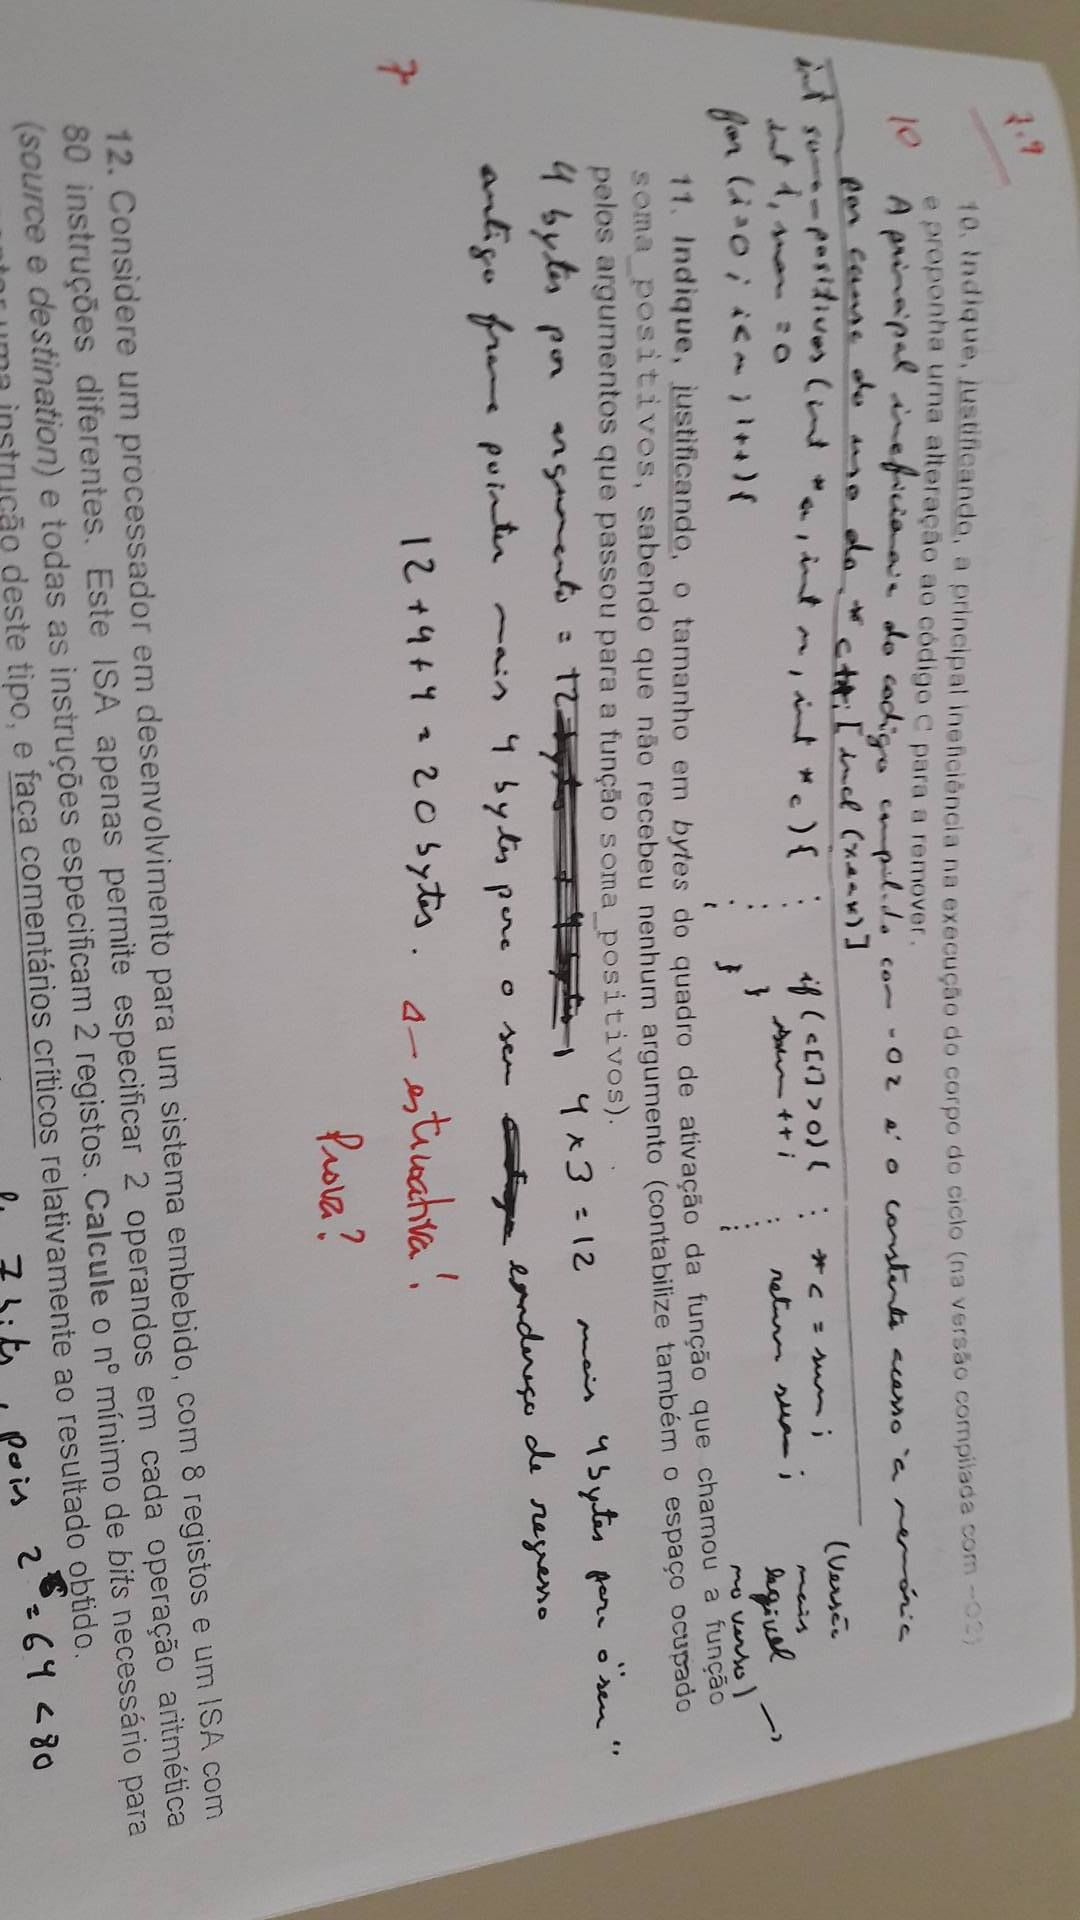 7.9
10. Indique, justificando, a principal ineficiência na execução do corpo do ciclo (na versão compilada com -O2)
e proponha uma alteração ao código C para a remover.
10
A principal ineficiencia do codigo compilado com -O2 é o constante acesso à memória
por causa do uso do *c++; [incl (%eax)]
int soma_positivos (int *a, int n, int *c) {
int i, sum = 0
for (i=0; i<n; i++) {
if (c[i] > 0) {
sum++;
}
}
*c = sum;
return sum;
(Versão
mais
legivel
no verso)
11. Indique, justificando, o tamanho em bytes do quadro de ativação da função que chamou a função
soma_positivos, sabendo que não recebeu nenhum argumento (contabilize também o espaço ocupado
pelos argumentos que passou para a função soma_positivos).
4 bytes por argumento = 12, 4 x 3 = 12 mais 4 bytes para o "seu"
antigo frame pointer mais 4 bytes para o seu endereço de regresso
12 + 4 + 4 = 20 bytes. ← estimativa!
7
Prova?
12. Considere um processador em desenvolvimento para um sistema embebido, com 8 registos e um ISA com
80 instruções diferentes. Este ISA apenas permite especificar 2 operandos em cada operação aritmética
(source e destination) e todas as instruções especificam 2 registos. Calcule o nº mínimo de bits necessário para
uma instrução deste tipo, e faça comentários críticos relativamente ao resultado obtido.
7 bits, pois 2^6 = 64 < 80